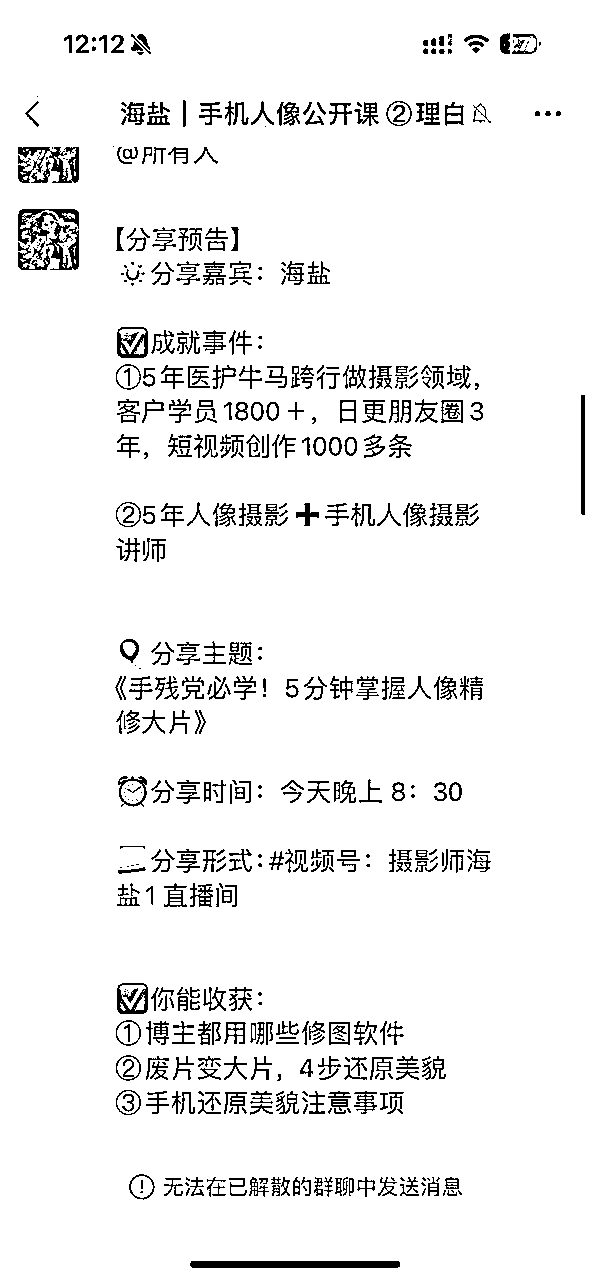 12:12
27
海盐｜手机人像公开课②理白
@所有人
【分享预告】
分享嘉宾：海盐
成就事件：
①5年医护牛马跨行做摄影领域，
客户学员1800＋，日更朋友圈3
年，短视频创作1000多条
②5年人像摄影➕手机人像摄影
讲师
分享主题：
《手残党必学！5分钟掌握人像精
修大片》
⏰分享时间：今天晚上 8：30
分享形式：#视频号：摄影师海
盐1直播间
你能收获：
①博主都用哪些修图软件
②废片变大片，4步还原美貌
③手机还原美貌注意事项
无法在已解散的群聊中发送消息